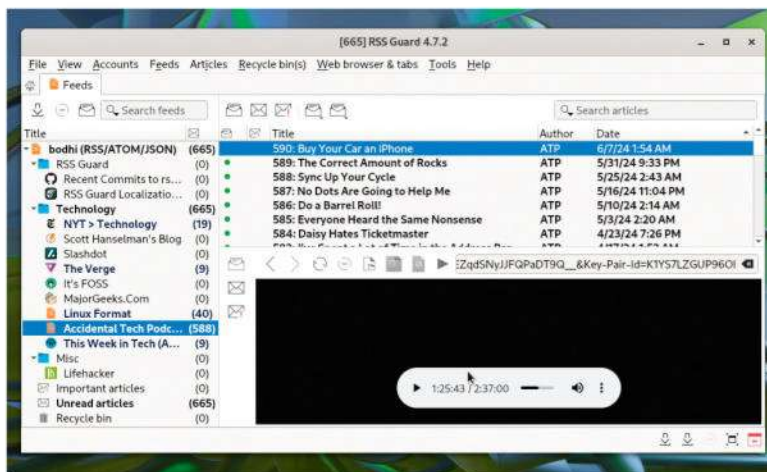 [665] RSS Guard 4.7.2
File View Accounts Feeds Articles Recycle bin(s) Web browser & tabs Tools Help
Feeds
Search feeds
Search articles
Title
bodhi (RSS/ATOM/JSON) (665)
RSS Guard (0)
Recent Commits to rs... (0)
RSS Guard Localizatio... (0)
Technology (665)
NYT > Technology (19)
Scott Hanselman's Blog (0)
Slashdot (0)
The Verge (9)
It's FOSS (0)
MajorGeeks.Com (0)
Linux Format (40)
Accidental Tech Podc... (588)
This Week in Tech (A... (9)
Misc (0)
Lifehacker (0)
Important articles (0)
Unread articles (665)
Recycle bin (0)
Title Author Date
590: Buy Your Car an iPhone ATP 6/7/24 1:54 AM
589: The Correct Amount of Rocks ATP 5/31/24 9:33 PM
588: Sync Up Your Cycle ATP 5/25/24 2:43 AM
587: No Dots Are Going to Help Me ATP 5/16/24 11:04 PM
586: Do a Barrel Roll! ATP 5/10/24 2:14 AM
585: Everyone Heard the Same Nonsense ATP 5/3/24 2:20 AM
584: Daisy Hates Ticketmaster ATP 4/23/24 7:26 PM
EZqdSNyJJFQPaDT9Q__&Key-Pair-Id=K1YS7LZGUP96OI
1:25:43 / 2:37:00